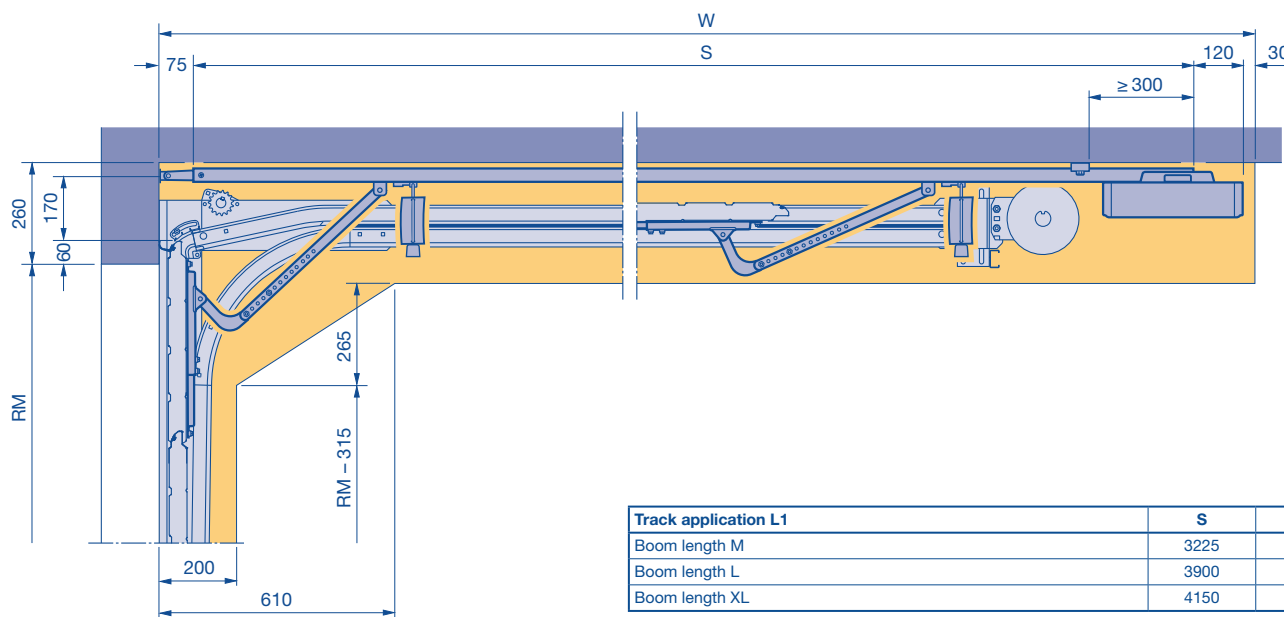 W
75
S
120
30
≥ 300
260
170
60
265
RM
RM – 315
200
610
Track application L1 S
Boom length M 3225
Boom length L 3900
Boom length XL 4150